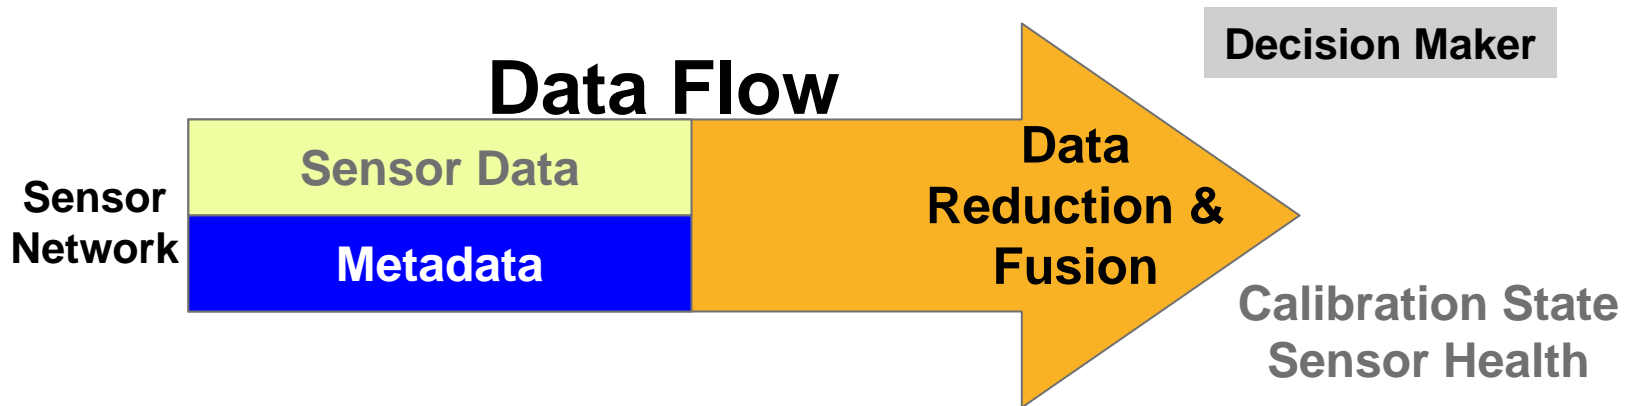 Decision Maker
Data Flow
Sensor
Network
Sensor Data
Metadata
Data
Reduction &
Fusion
Calibration State
Sensor Health